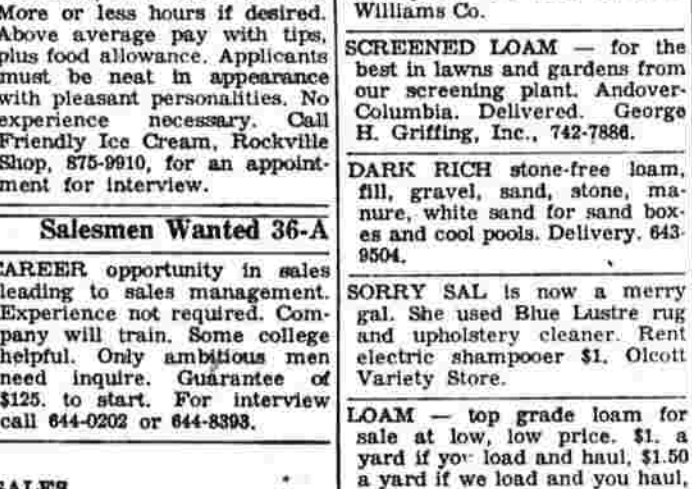 More or less hours if desired.
Above average pay with tips,
plus food allowance. Applicants
must be neat in appearance
with pleasant personalities. No
experience necessary. Call
Friendly Ice Cream, Rockville
Shop, 875-9910, for an appoint-
ment for interview.
Salesmen Wanted 36-A
CAREER opportunity in sales
leading to sales management.
Experience not required. Com-
pany will train. Some college
helpful. Only ambitious men
need inquire. Guarantee of
$125. to start. For interview
call 644-0202 or 644-8393.
SALES
Williams Co.
SCREENED LOAM — for the
best in lawns and gardens from
our screening plant. Andover-
Columbia. Delivered. George
H. Griffing, Inc., 742-7886.
DARK RICH stone-free loam,
fill, gravel, sand, stone, ma-
nure, white sand for sand box-
es and cool pools. Delivery. 643-
9504.
SORRY SAL is now a merry
gal. She used Blue Lustre rug
and upholstery cleaner. Rent
electric shampooer $1. Olcott
Variety Store.
LOAM — top grade loam for
sale at low, low price. $1. a
yard if you load and haul, $1.50
a yard if we load and you haul,